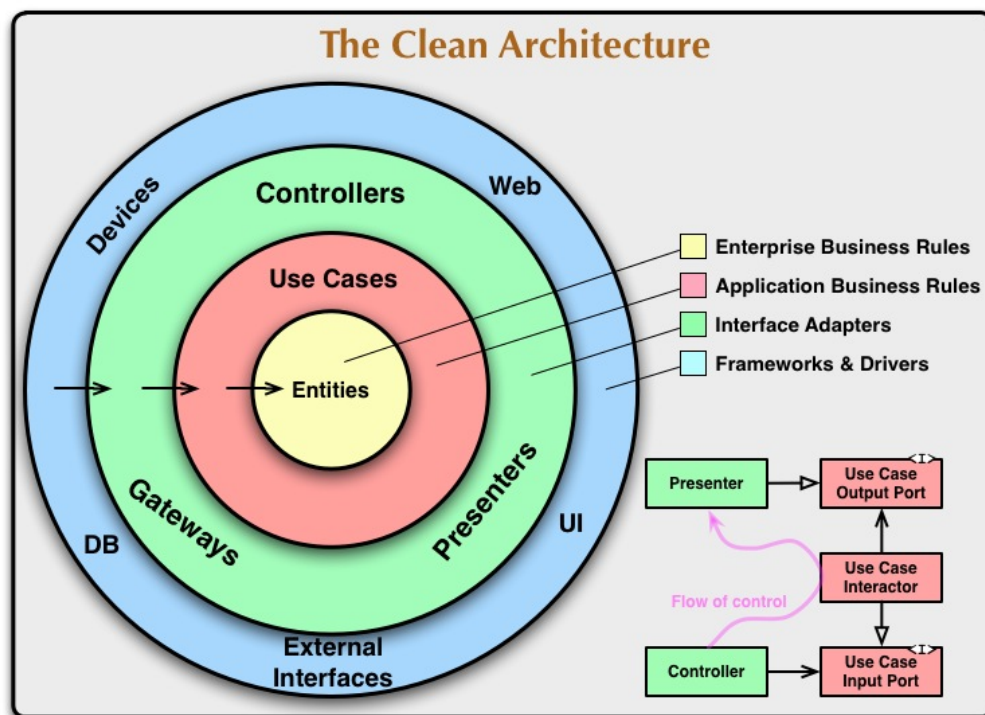 The Clean Architecture
Devices
Web
Controllers
Use Cases
Entities
Gateways
Presenters
DB
UI
External
Interfaces
Enterprise Business Rules
Application Business Rules
Interface Adapters
Frameworks & Drivers
Presenter
<I>
Use Case
Output Port
Flow of control
Use Case
Interactor
Controller
<I>
Use Case
Input Port